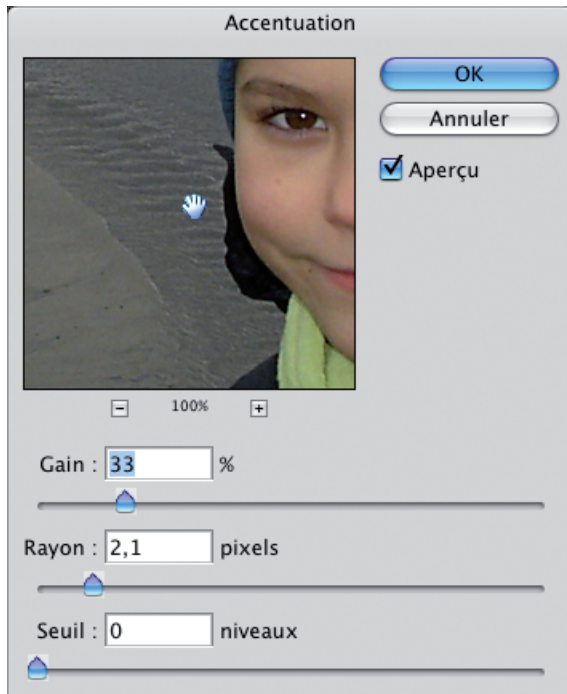 Accentuation
OK
Annuler
Aperçu
100%
Gain : 33 %
Rayon : 2,1 pixels
Seuil : 0 niveaux